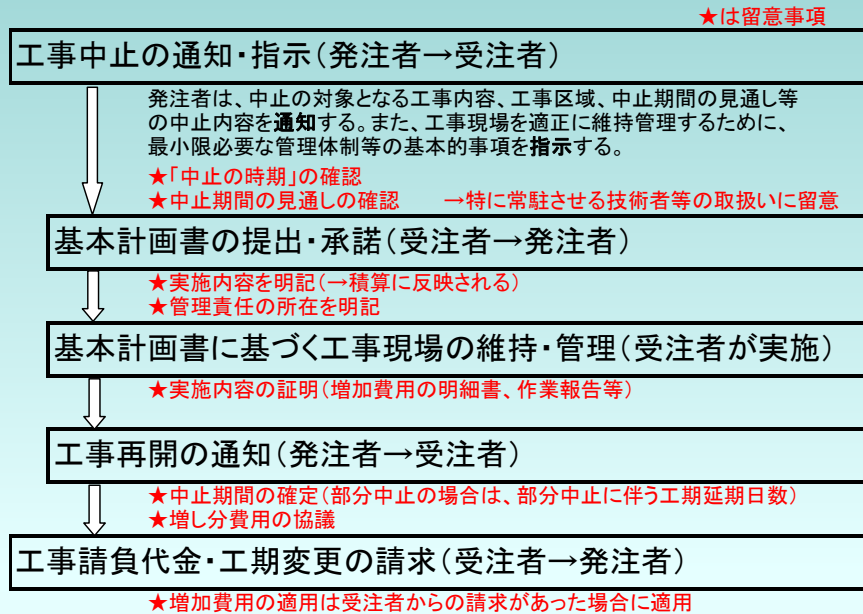 ★は留意事項
工事中止の通知・指示(発注者→受注者)
発注者は、中止の対象となる工事内容、工事区域、中止期間の見通し等
の中止内容を通知する。また、工事現場を適正に維持管理するために、
最小限必要な管理体制等の基本的事項を指示する。
★「中止の時期」の確認
★中止期間の見通しの確認　→特に常駐させる技術者等の取扱いに留意
基本計画書の提出・承諾(受注者→発注者)
★実施内容を明記(→積算に反映される)
★管理責任の所在を明記
基本計画書に基づく工事現場の維持・管理(受注者が実施)
★実施内容の証明(増加費用の明細書、作業報告等)
工事再開の通知(発注者→受注者)
★中止期間の確定(部分中止の場合は、部分中止に伴う工期延期日数)
★増し分費用の協議
工事請負代金・工期変更の請求(受注者→発注者)
★増加費用の適用は受注者からの請求があった場合に適用